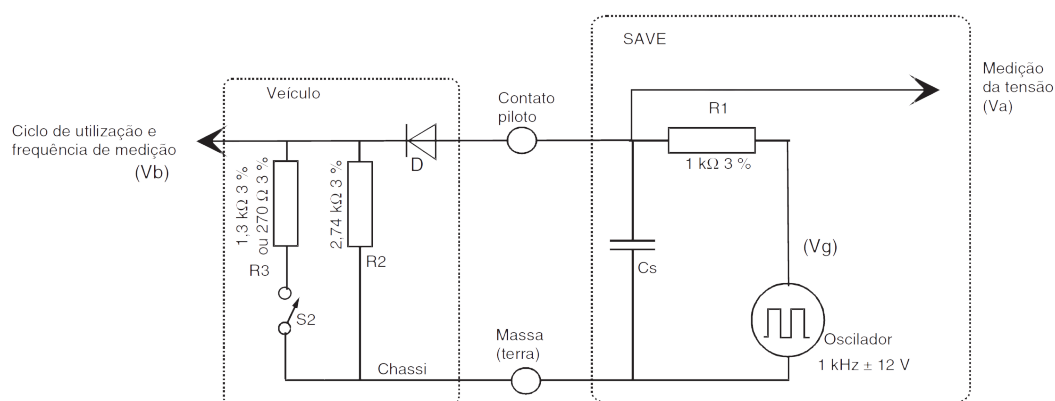 SAVE
Medição
da tensão
(Va)
Veículo
Contato
piloto
R1
Ciclo de utilização e
frequência de medição
(Vb)
D
1 kΩ 3 %
1,3 kΩ 3 %
ou 270 Ω 3 %
2,74 kΩ 3 %
R2
R3
Cs
(Vg)
S2
Massa
(terra)
Oscilador
1 kHz ± 12 V
Chassi